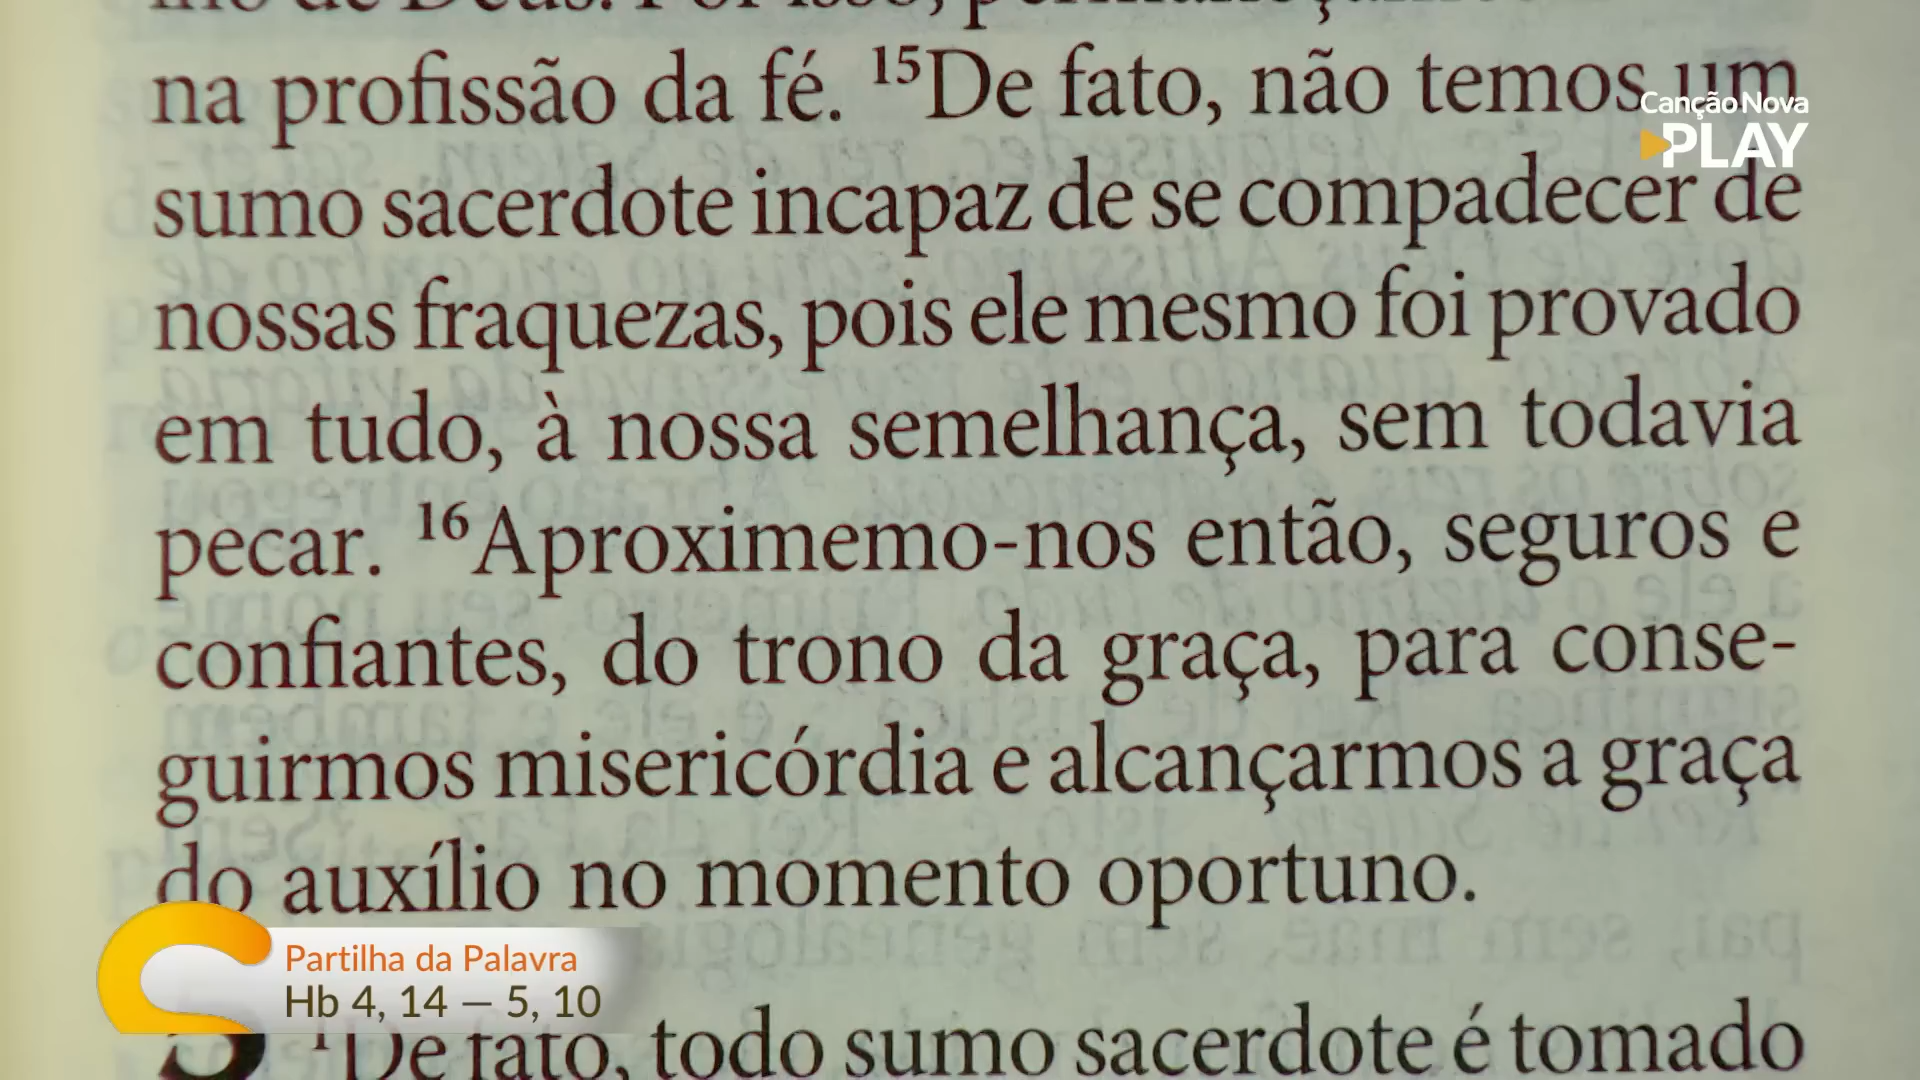 na profissão da fé. ¹⁵De fato, não temos um
sumo sacerdote incapaz de se compadecer de
nossas fraquezas, pois ele mesmo foi provado
em tudo, à nossa semelhança, sem todavia
pecar. ¹⁶Aproximemo-nos então, seguros e
confiantes, do trono da graça, para conse-
guirmos misericórdia e alcançarmos a graça
do auxílio no momento oportuno.
5 ¹De fato, todo sumo sacerdote é tomado
Canção Nova
PLAY
Partilha da Palavra
Hb 4, 14 – 5, 10